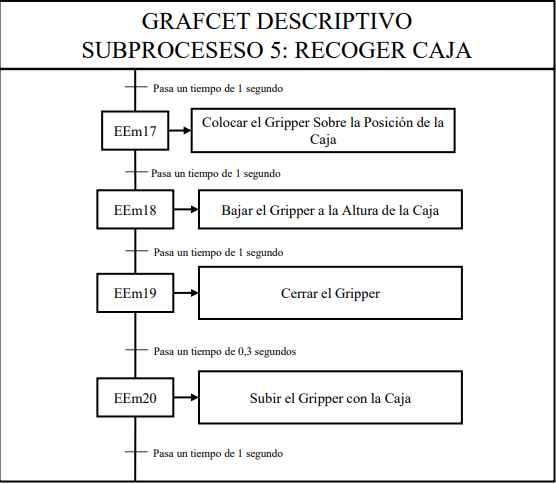 GRAFCET DESCRIPTIVO
SUBPROCESESO 5: RECOGER CAJA
Pasa un tiempo de 1 segundo
EEm17
Colocar el Gripper Sobre la Posición de la
Caja
Pasa un tiempo de 1 segundo
EEm18
Bajar el Gripper a la Altura de la Caja
Pasa un tiempo de 1 segundo
EEm19
Cerrar el Gripper
Pasa un tiempo de 0,3 segundos
EEm20
Subir el Gripper con la Caja
Pasa un tiempo de 1 segundo